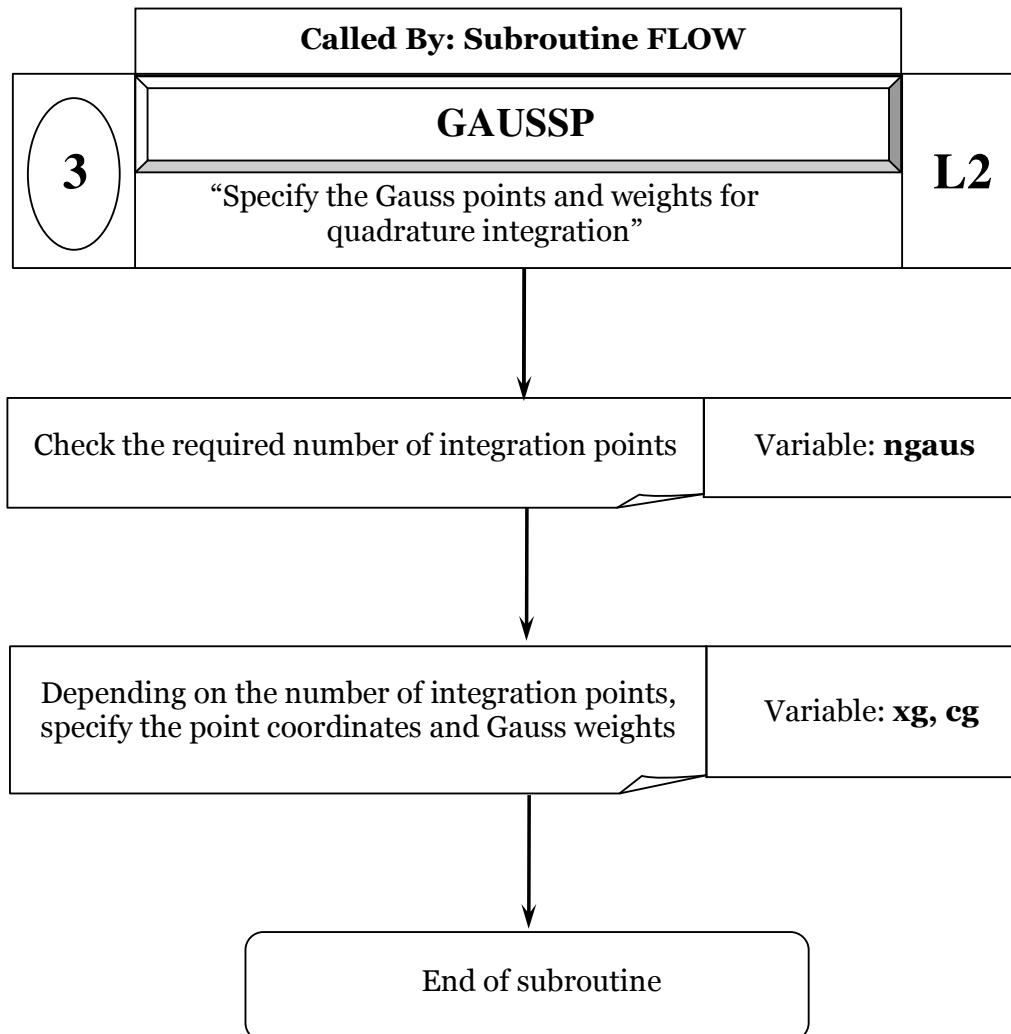 Called By: Subroutine FLOW
3
GAUSSP
L2
“Specify the Gauss points and weights for
quadrature integration”
Check the required number of integration points
Variable: ngaus
Depending on the number of integration points,
specify the point coordinates and Gauss weights
Variable: xg, cg
End of subroutine